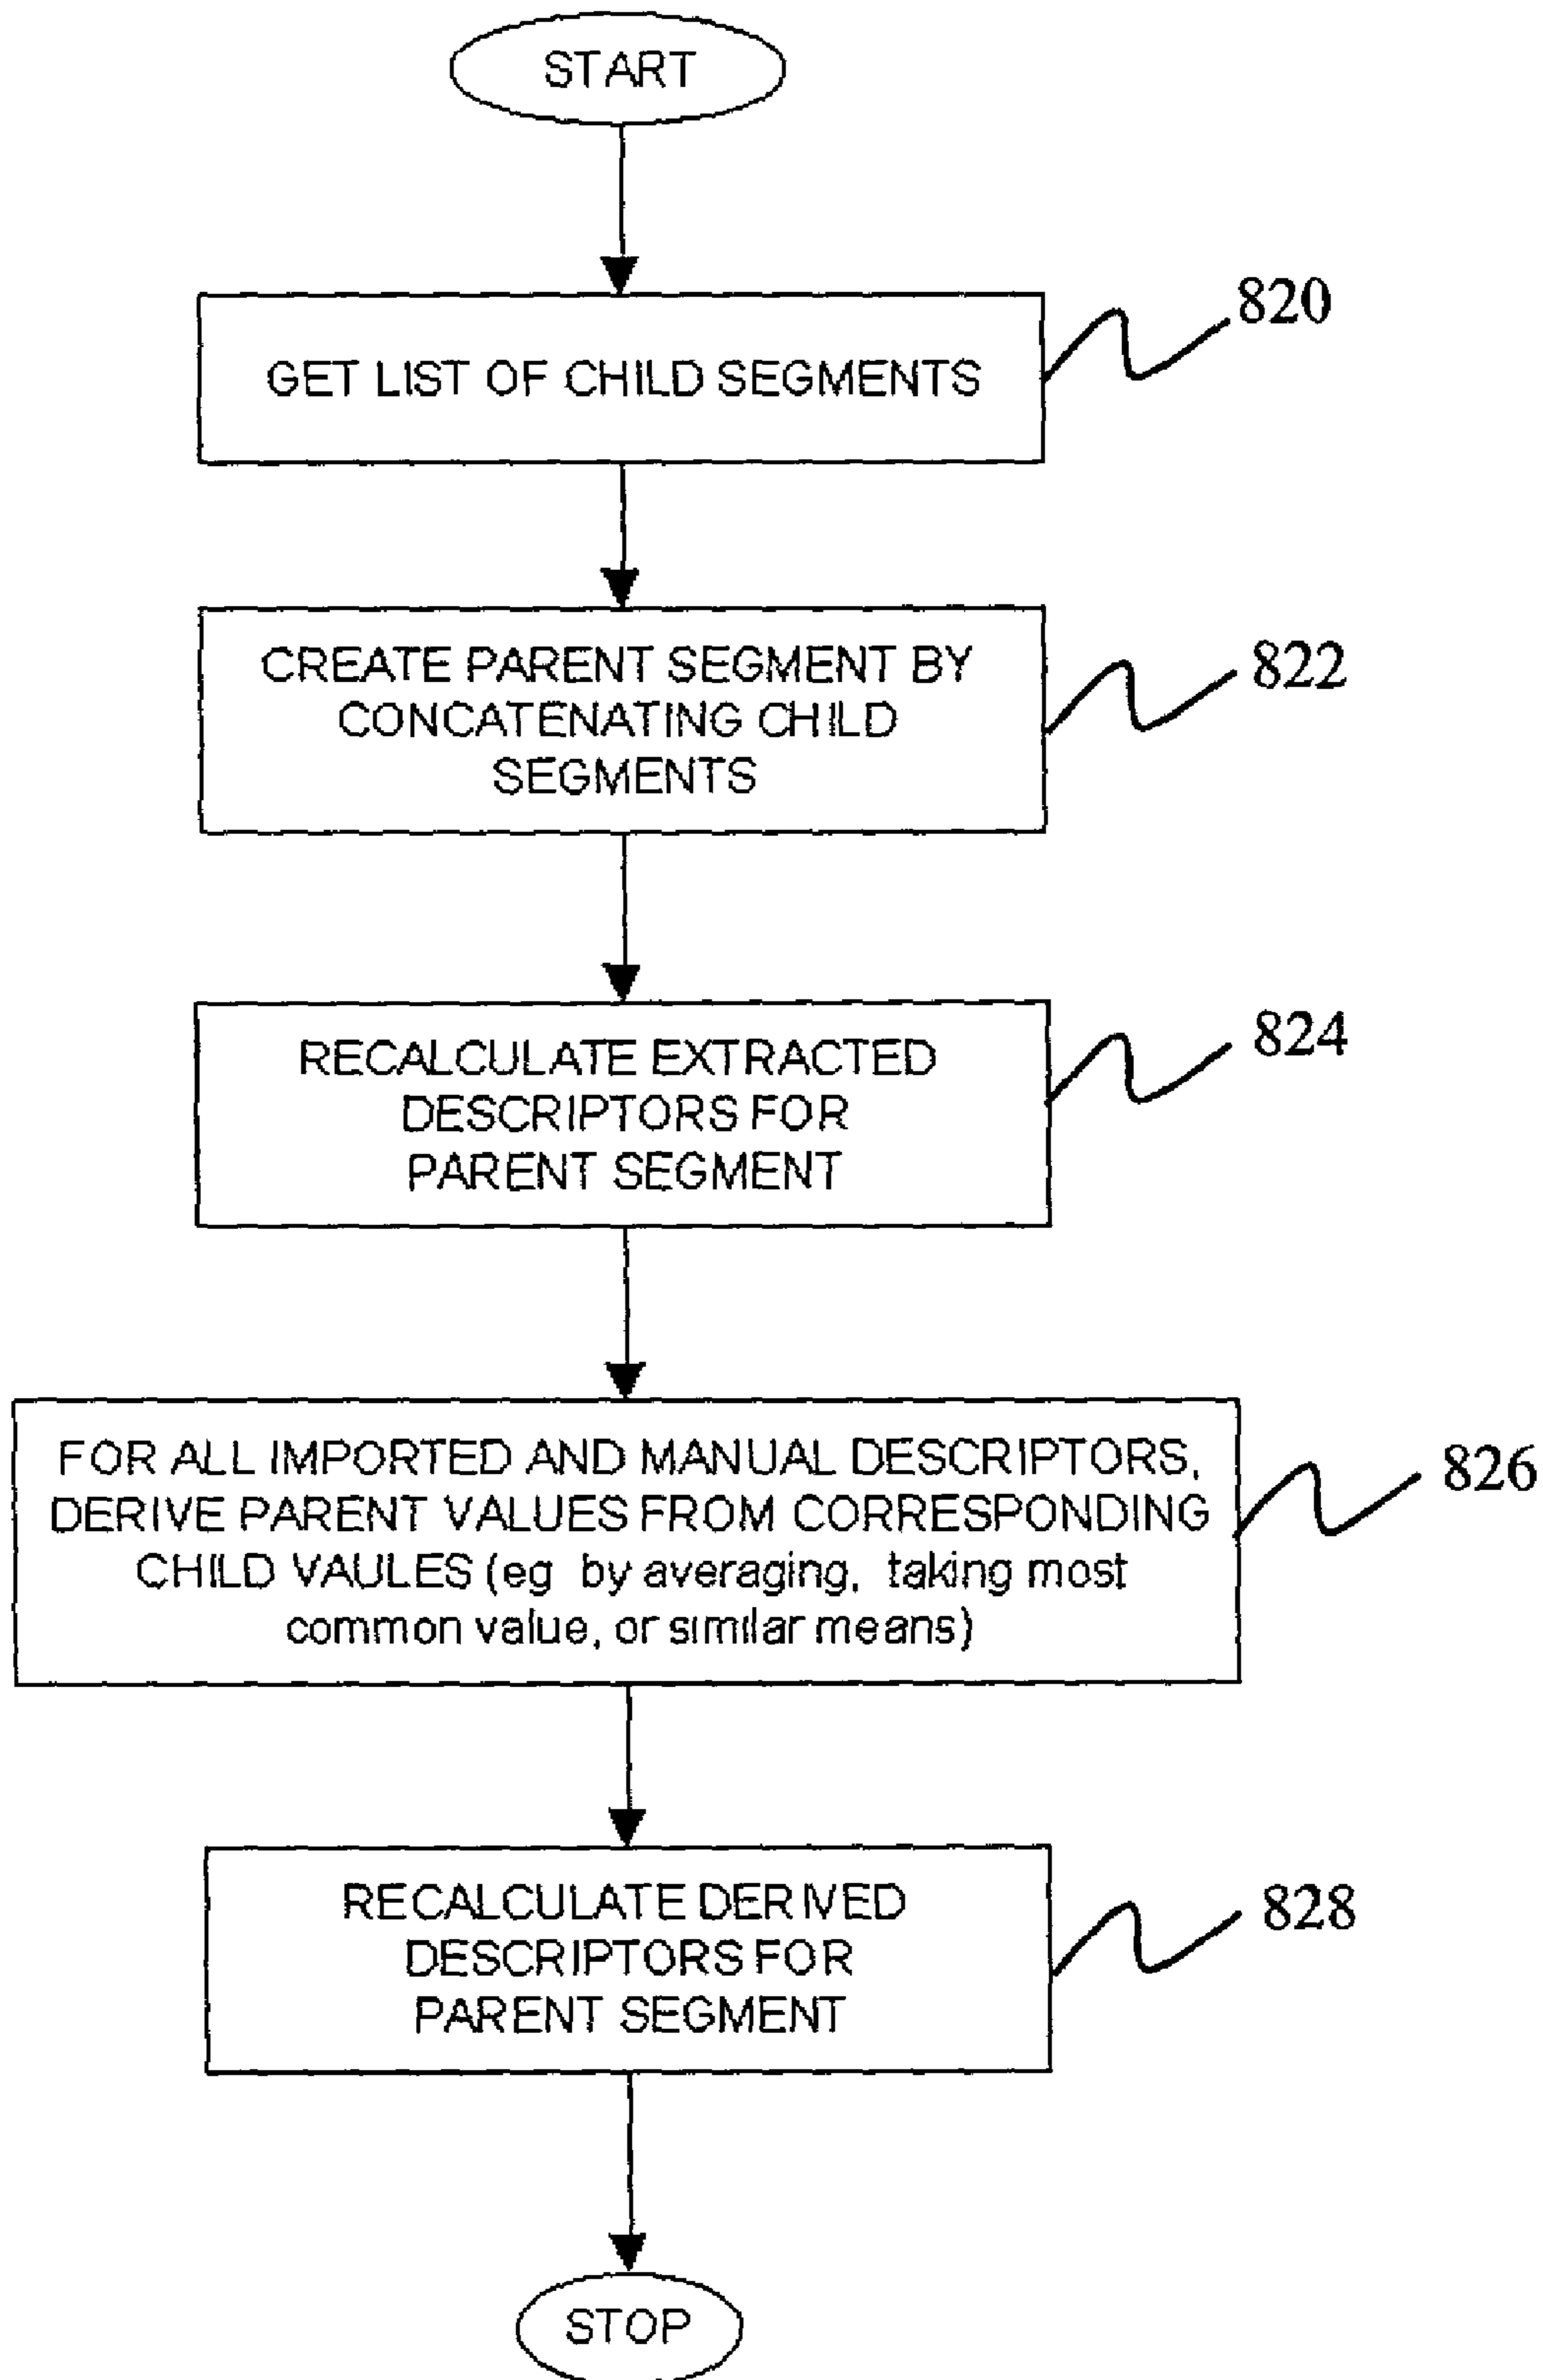 START
820
GET LIST OF CHILD SEGMENTS
822
CREATE PARENT SEGMENT BY
CONCATENATING CHILD
SEGMENTS
824
RECALCULATE EXTRACTED
DESCRIPTORS FOR
PARENT SEGMENT
826
FOR ALL IMPORTED AND MANUAL DESCRIPTORS,
DERIVE PARENT VALUES FROM CORRESPONDING
CHILD VAULES (eg by averaging, taking most
common value, or similar means)
828
RECALCULATE DERIVED
DESCRIPTORS FOR
PARENT SEGMENT
STOP